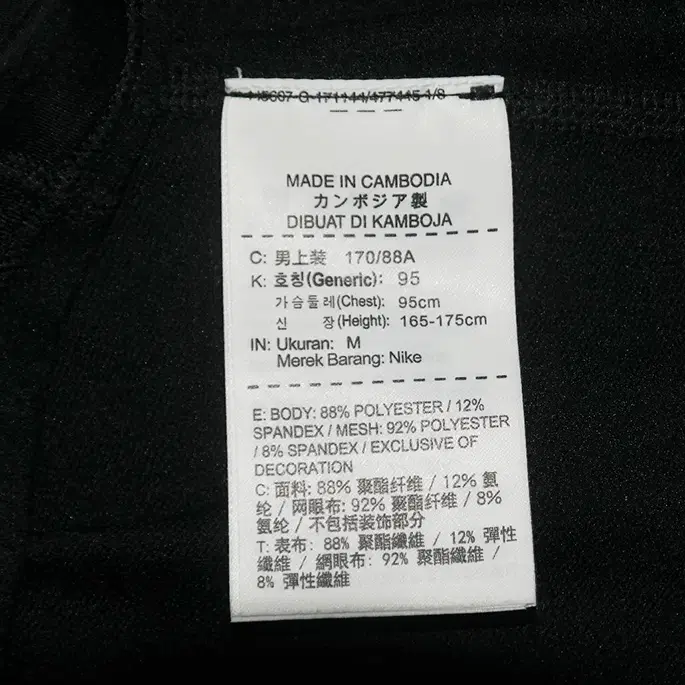 MADE IN CAMBODIA
カンボジア製
DIBUAT DI KAMBOJA
C: 男上装 170/88A
K: 호칭(Generic): 95
가슴둘레(Chest): 95cm
신 장(Height): 165-175cm
IN: Ukuran: M
Merek Barang: Nike
E: BODY: 88% POLYESTER / 12%
SPANDEX / MESH: 92% POLYESTER
/ 8% SPANDEX / EXCLUSIVE OF
DECORATION
C: 面料: 88% 聚酯纤维 / 12% 氨
纶 / 网眼布: 92% 聚酯纤维 / 8%
氨纶 / 不包括装饰部分
T: 表布: 88% 聚酯纖維 / 12% 彈性
纖維 / 網眼布: 92% 聚酯纖維 /
8% 彈性纖維